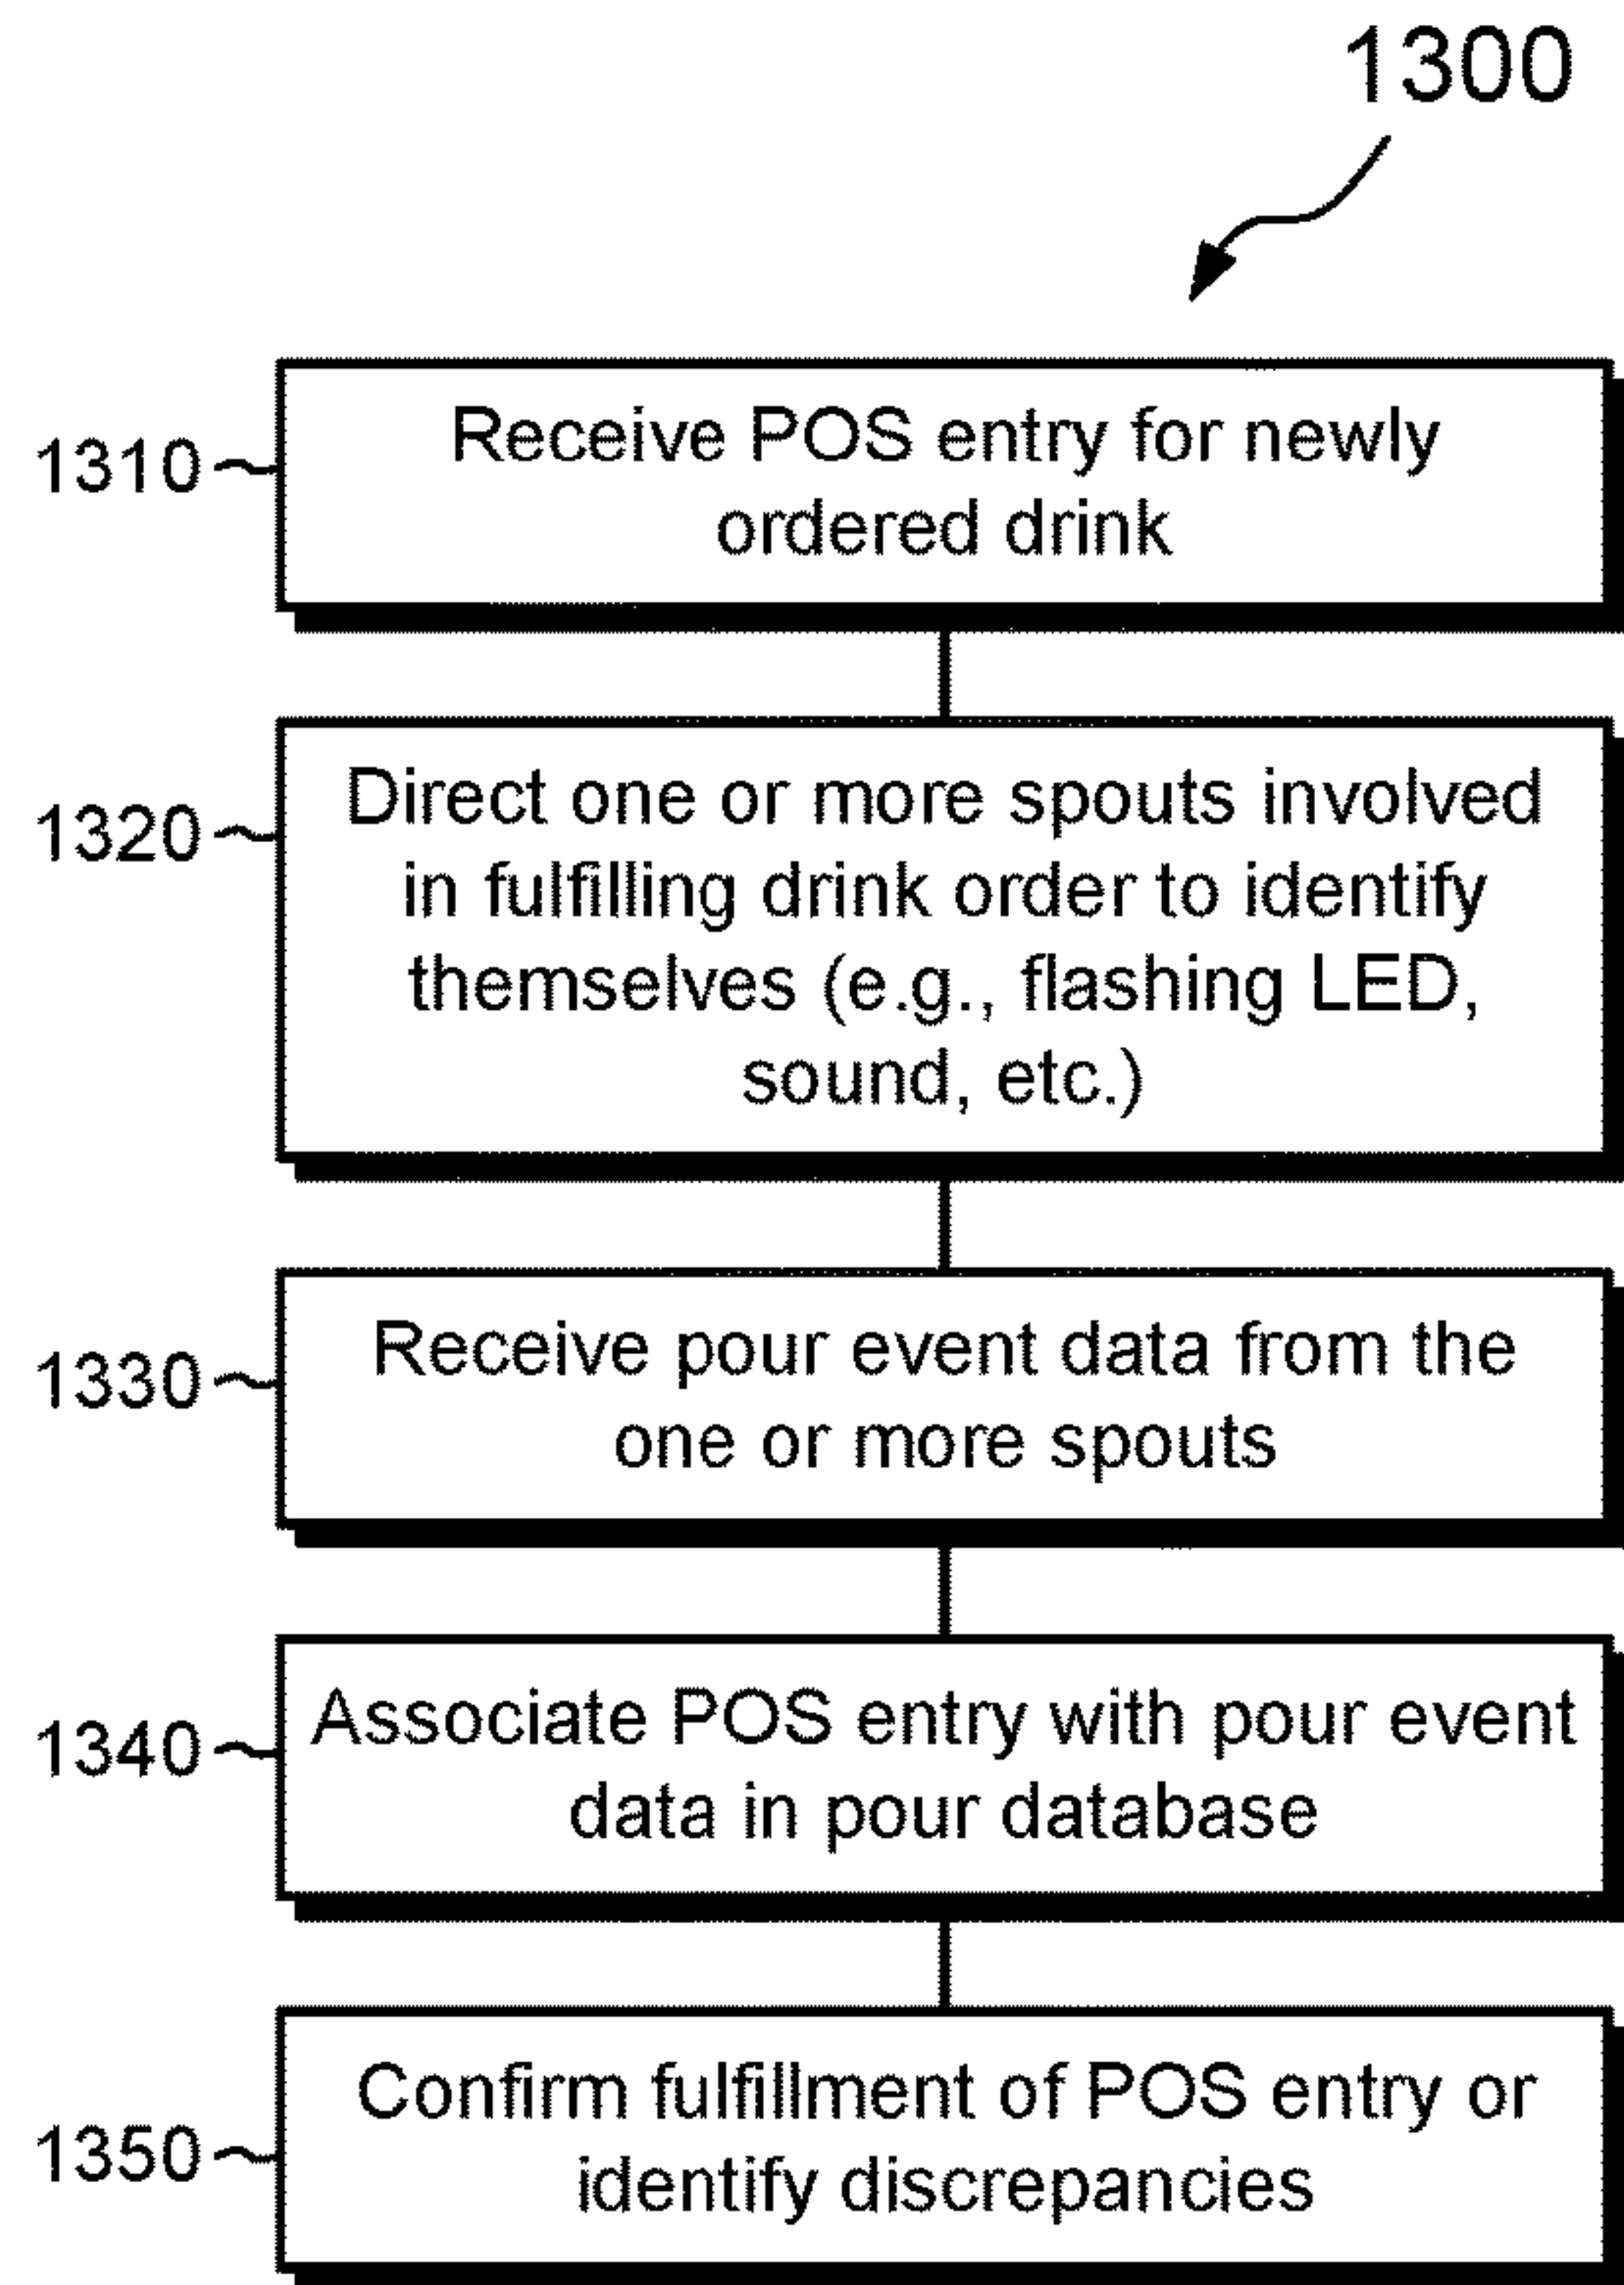 1300
1310
Receive POS entry for newly
ordered drink
1320
Direct one or more spouts involved
in fulfilling drink order to identify
themselves (e.g., flashing LED,
sound, etc.)
1330
Receive pour event data from the
one or more spouts
1340
Associate POS entry with pour event
data in pour database
1350
Confirm fulfillment of POS entry or
identify discrepancies